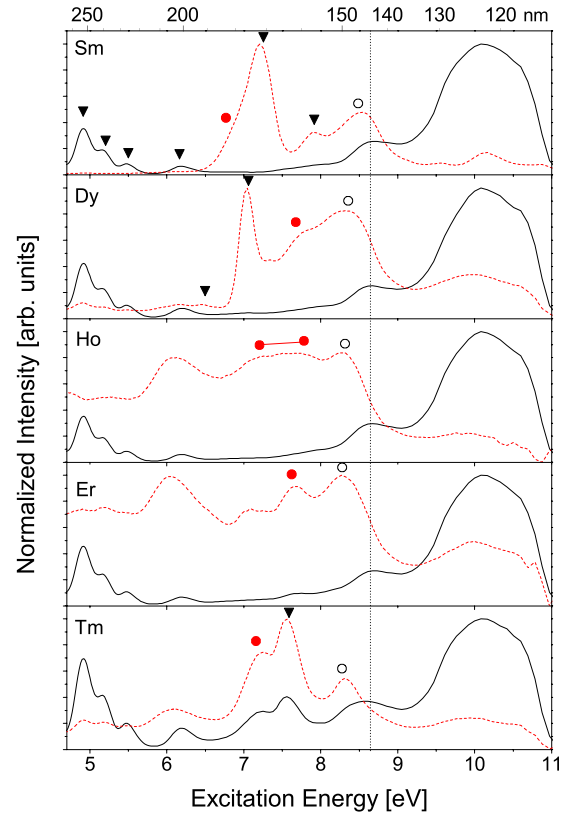 250 200 150 140 130 120 nm
Sm
Dy
Ho
Er
Tm
Normalized Intensity [arb. units]
5 6 7 8 9 10 11
Excitation Energy [eV]